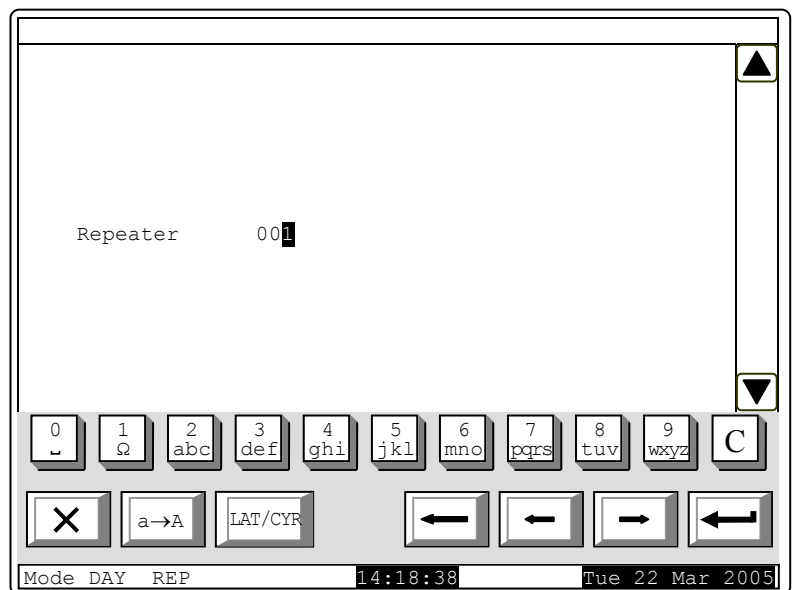 Repeater 001
0 1 2 3 4 5 6 7 8 9 C
␣ Ω abc def ghi jkl mno pqrs tuv wxyz
× a→A LAT/CYR ← ← → ↵
Mode DAY REP 14:18:38 Tue 22 Mar 2005